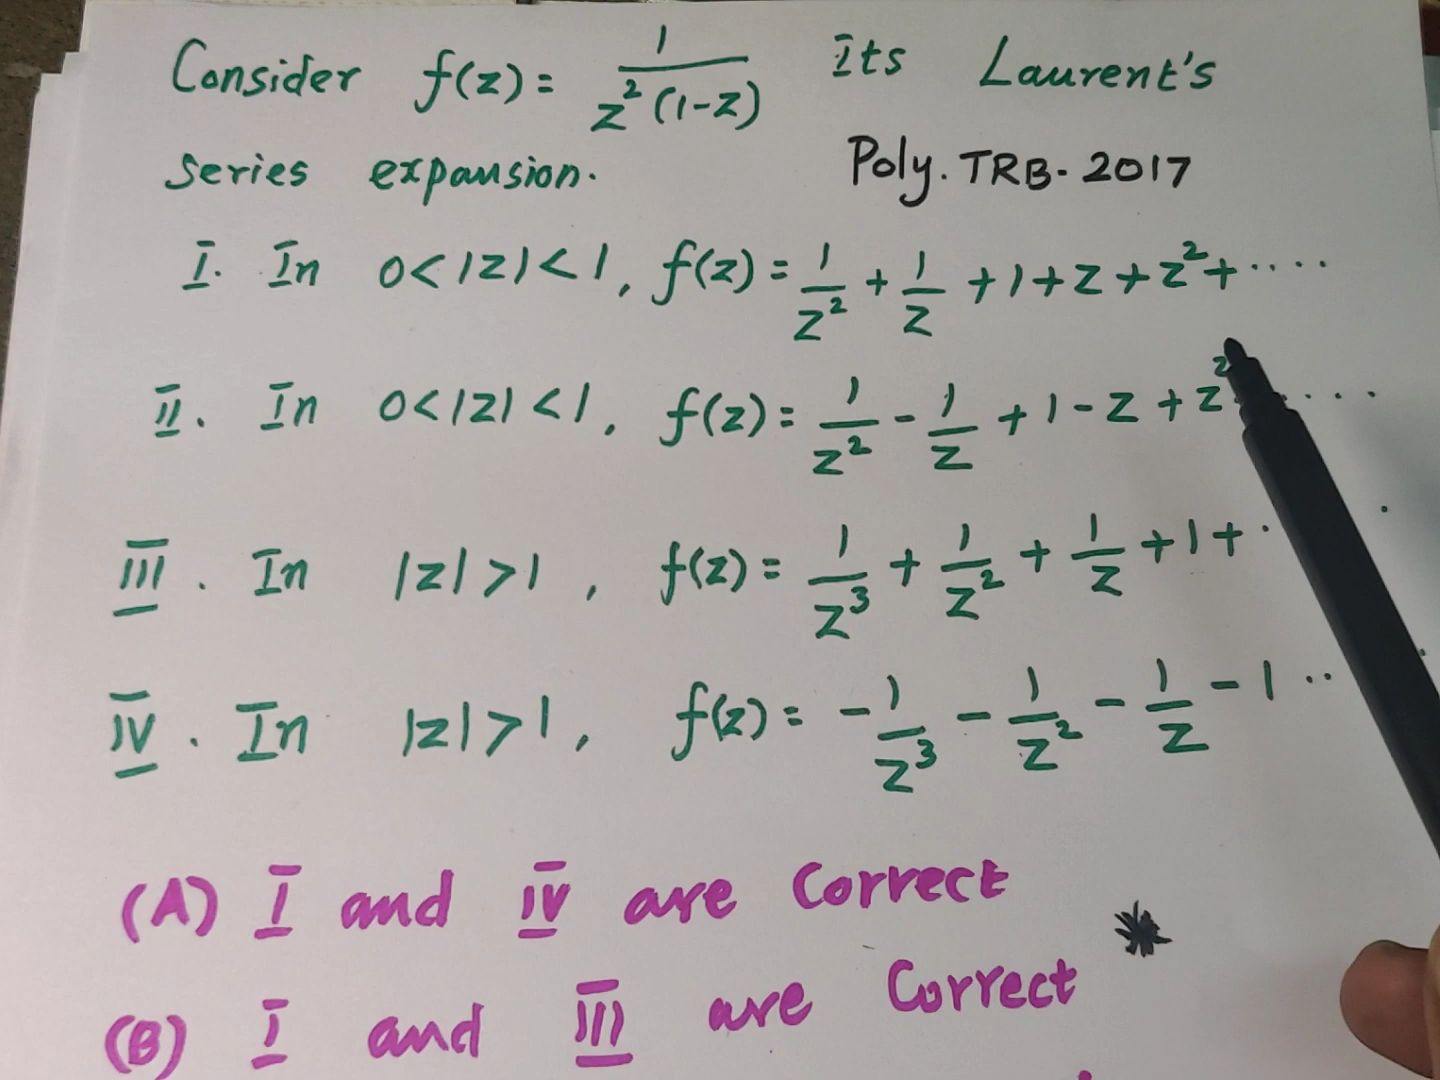 Consider f(z) = 1/z²(1-z) Its Laurent's
series expansion. Poly. TRB - 2017
I. In 0<|z|<1, f(z) = 1/z² + 1/z + 1 + z + z² + ....
II. In 0<|z|<1, f(z) = 1/z² - 1/z + 1 - z + z² ....
III. In |z|>1, f(z) = 1/z³ + 1/z² + 1/z + 1 + .
IV. In |z|>1, f(z) = -1/z³ - 1/z² - 1/z - 1 ..
(A) I and IV are correct *
(B) I and III are correct